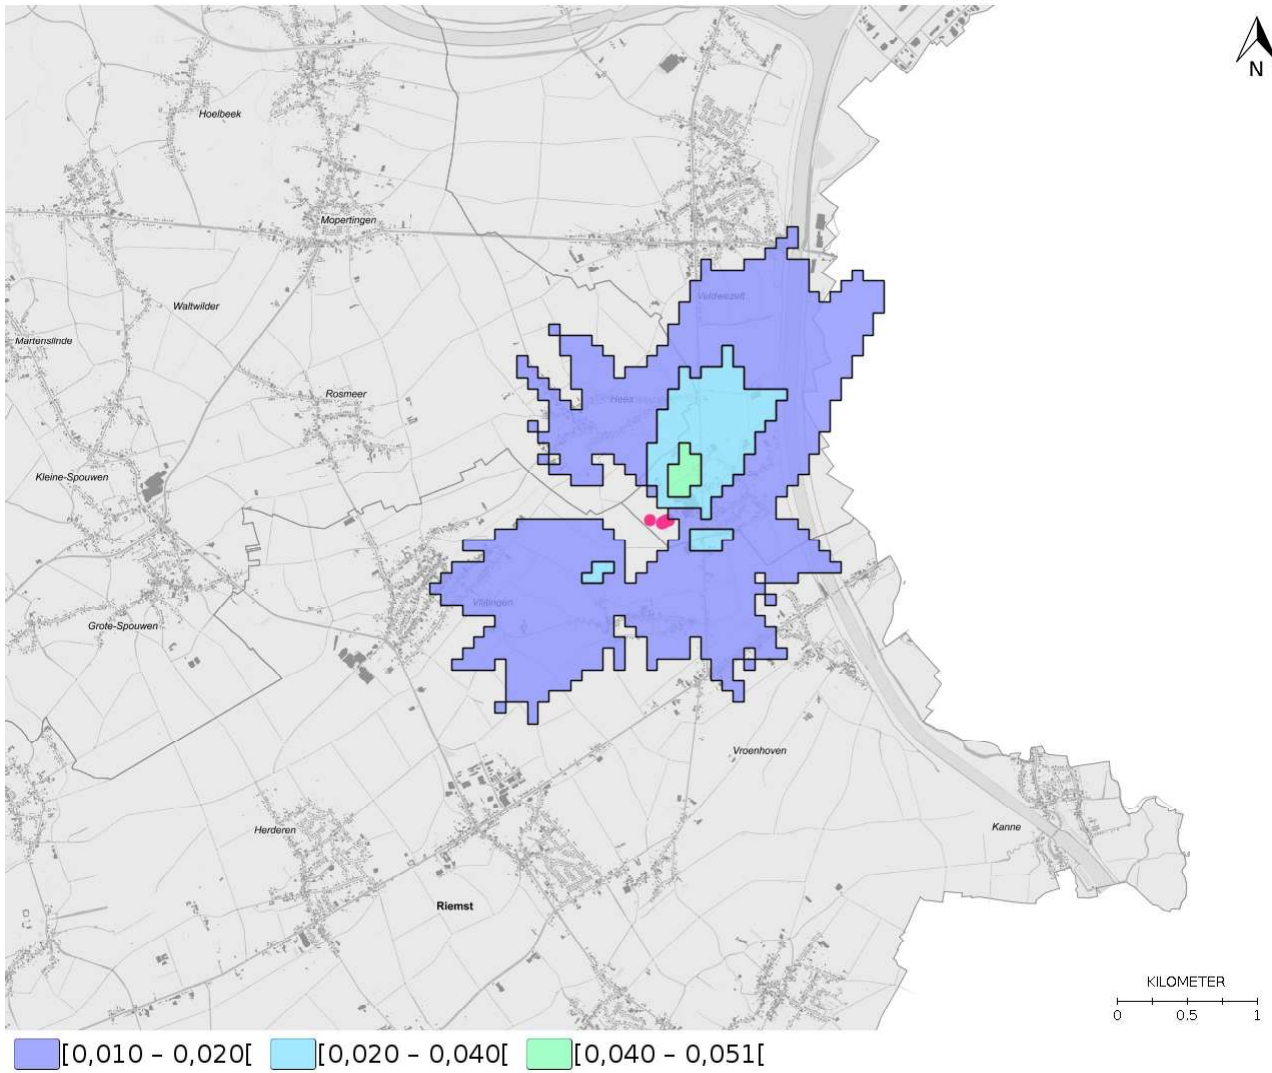 N
Hoelbeek
Mopertingen
Veldwezelt
Waltwilder
Martenslinde
Rosmeer
Hees
Kleine-Spouwen
Vlijtingen
Grote-Spouwen
Vroenhoven
Herderen
Kanne
Riemst
KILOMETER
0 0.5 1
[0,010 – 0,020[ [0,020 – 0,040[ [0,040 – 0,051[